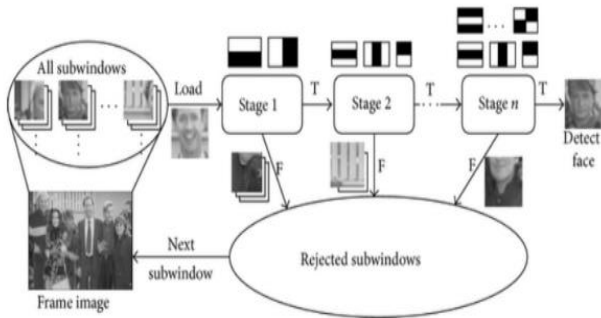 All subwindows
Load
Stage 1
T
Stage 2
T
Stage n
T
Detect
face
F
F
F
Rejected subwindows
Next
subwindow
Frame image